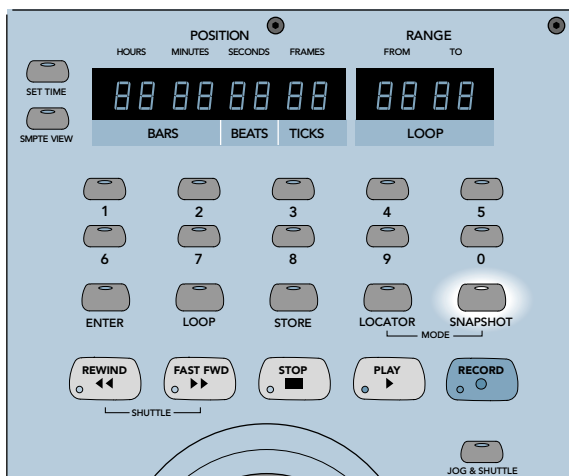 POSITION RANGE
HOURS MINUTES SECONDS FRAMES FROM TO
SET TIME
88 88 88 88 88 88
SMPTE VIEW
BARS BEATS TICKS LOOP
1 2 3 4 5
6 7 8 9 0
ENTER LOOP STORE LOCATOR SNAPSHOT
MODE
REWIND FAST FWD STOP PLAY RECORD
SHUTTLE
JOG & SHUTTLE